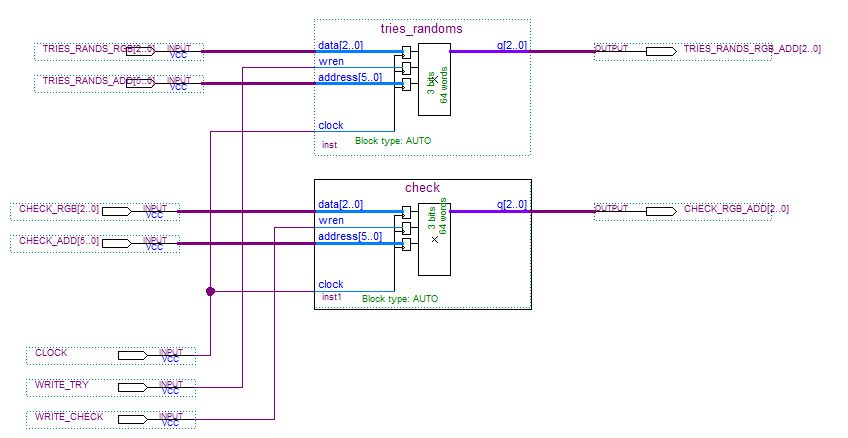 tries_randoms
TRIES_RANDS_RGB[2..0]
INPUT
VCC
data[2..0]
q[2..0]
OUTPUT
TRIES_RANDS_RGB_ADD[2..0]
wren
TRIES_RANDS_ADD[5..0]
INPUT
VCC
address[5..0]
3 bits
64 words
clock
inst
Block type: AUTO
check
CHECK_RGB[2..0]
INPUT
VCC
data[2..0]
q[2..0]
OUTPUT
CHECK_RGB_ADD[2..0]
wren
CHECK_ADD[5..0]
INPUT
VCC
address[5..0]
3 bits
64 words
clock
inst1
Block type: AUTO
CLOCK
INPUT
VCC
WRITE_TRY
INPUT
VCC
WRITE_CHECK
INPUT
VCC